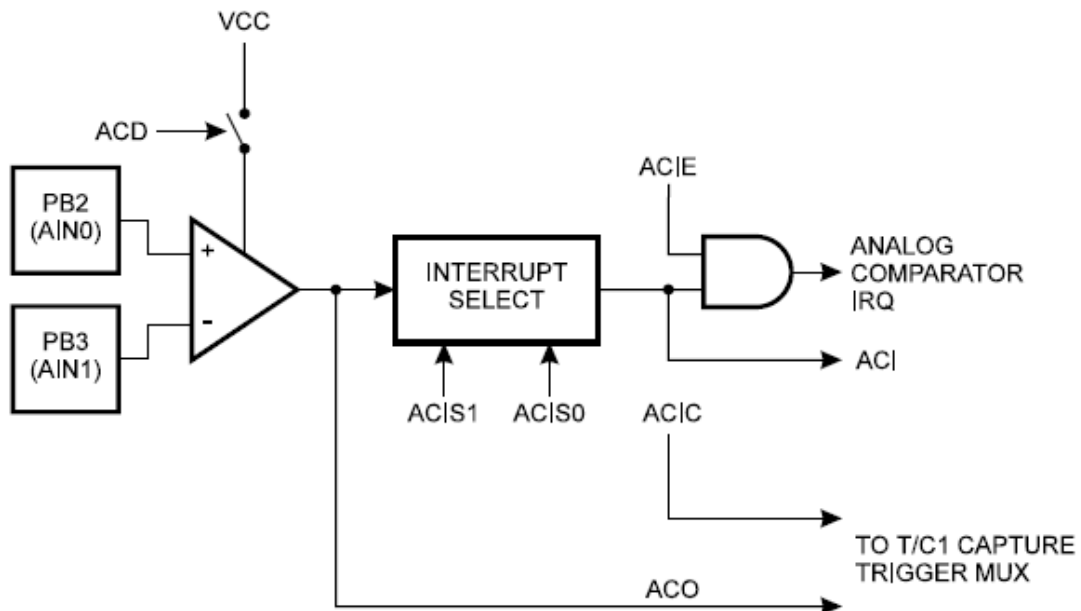 VCC
ACD
PB2
(AIN0)
+
-
PB3
(AIN1)
INTERRUPT
SELECT
ACIS1
ACIS0
ACIE
ANALOG
COMPARATOR
IRQ
ACI
ACIC
TO T/C1 CAPTURE
TRIGGER MUX
ACO